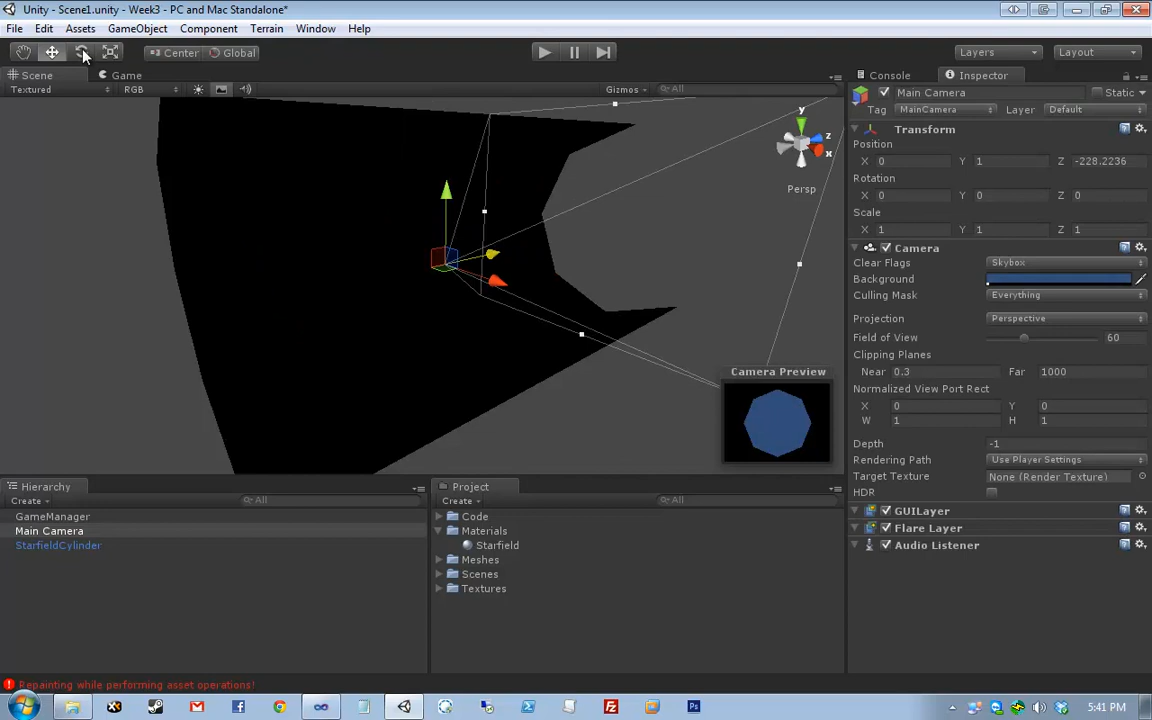 Unity - Scene1.unity - Week3 - PC and Mac Standalone*
File Edit Assets GameObject Component Terrain Window Help
Center Global Layers Layout
Scene Game Console Inspector
Textured RGB Gizmos All
Main Camera Static
Tag MainCamera Layer Default
Transform
Position
X 0 Y 1 Z -228.2236
Rotation
X 0 Y 0 Z 0
Scale
X 1 Y 1 Z 1
y
z
x
Persp
Camera
Clear Flags Skybox
Background
Culling Mask Everything
Projection Perspective
Field of View 60
Clipping Planes
Near 0.3 Far 1000
Normalized View Port Rect
X 0 Y 0
W 1 H 1
Depth -1
Rendering Path Use Player Settings
Target Texture None (Render Texture)
HDR
GUILayer
Flare Layer
Audio Listener
Camera Preview
Hierarchy
Create All
GameManager
Main Camera
StarfieldCylinder
Project
Create All
Code
Materials
Starfield
Meshes
Scenes
Textures
Repainting while performing asset operations!
5:41 PM